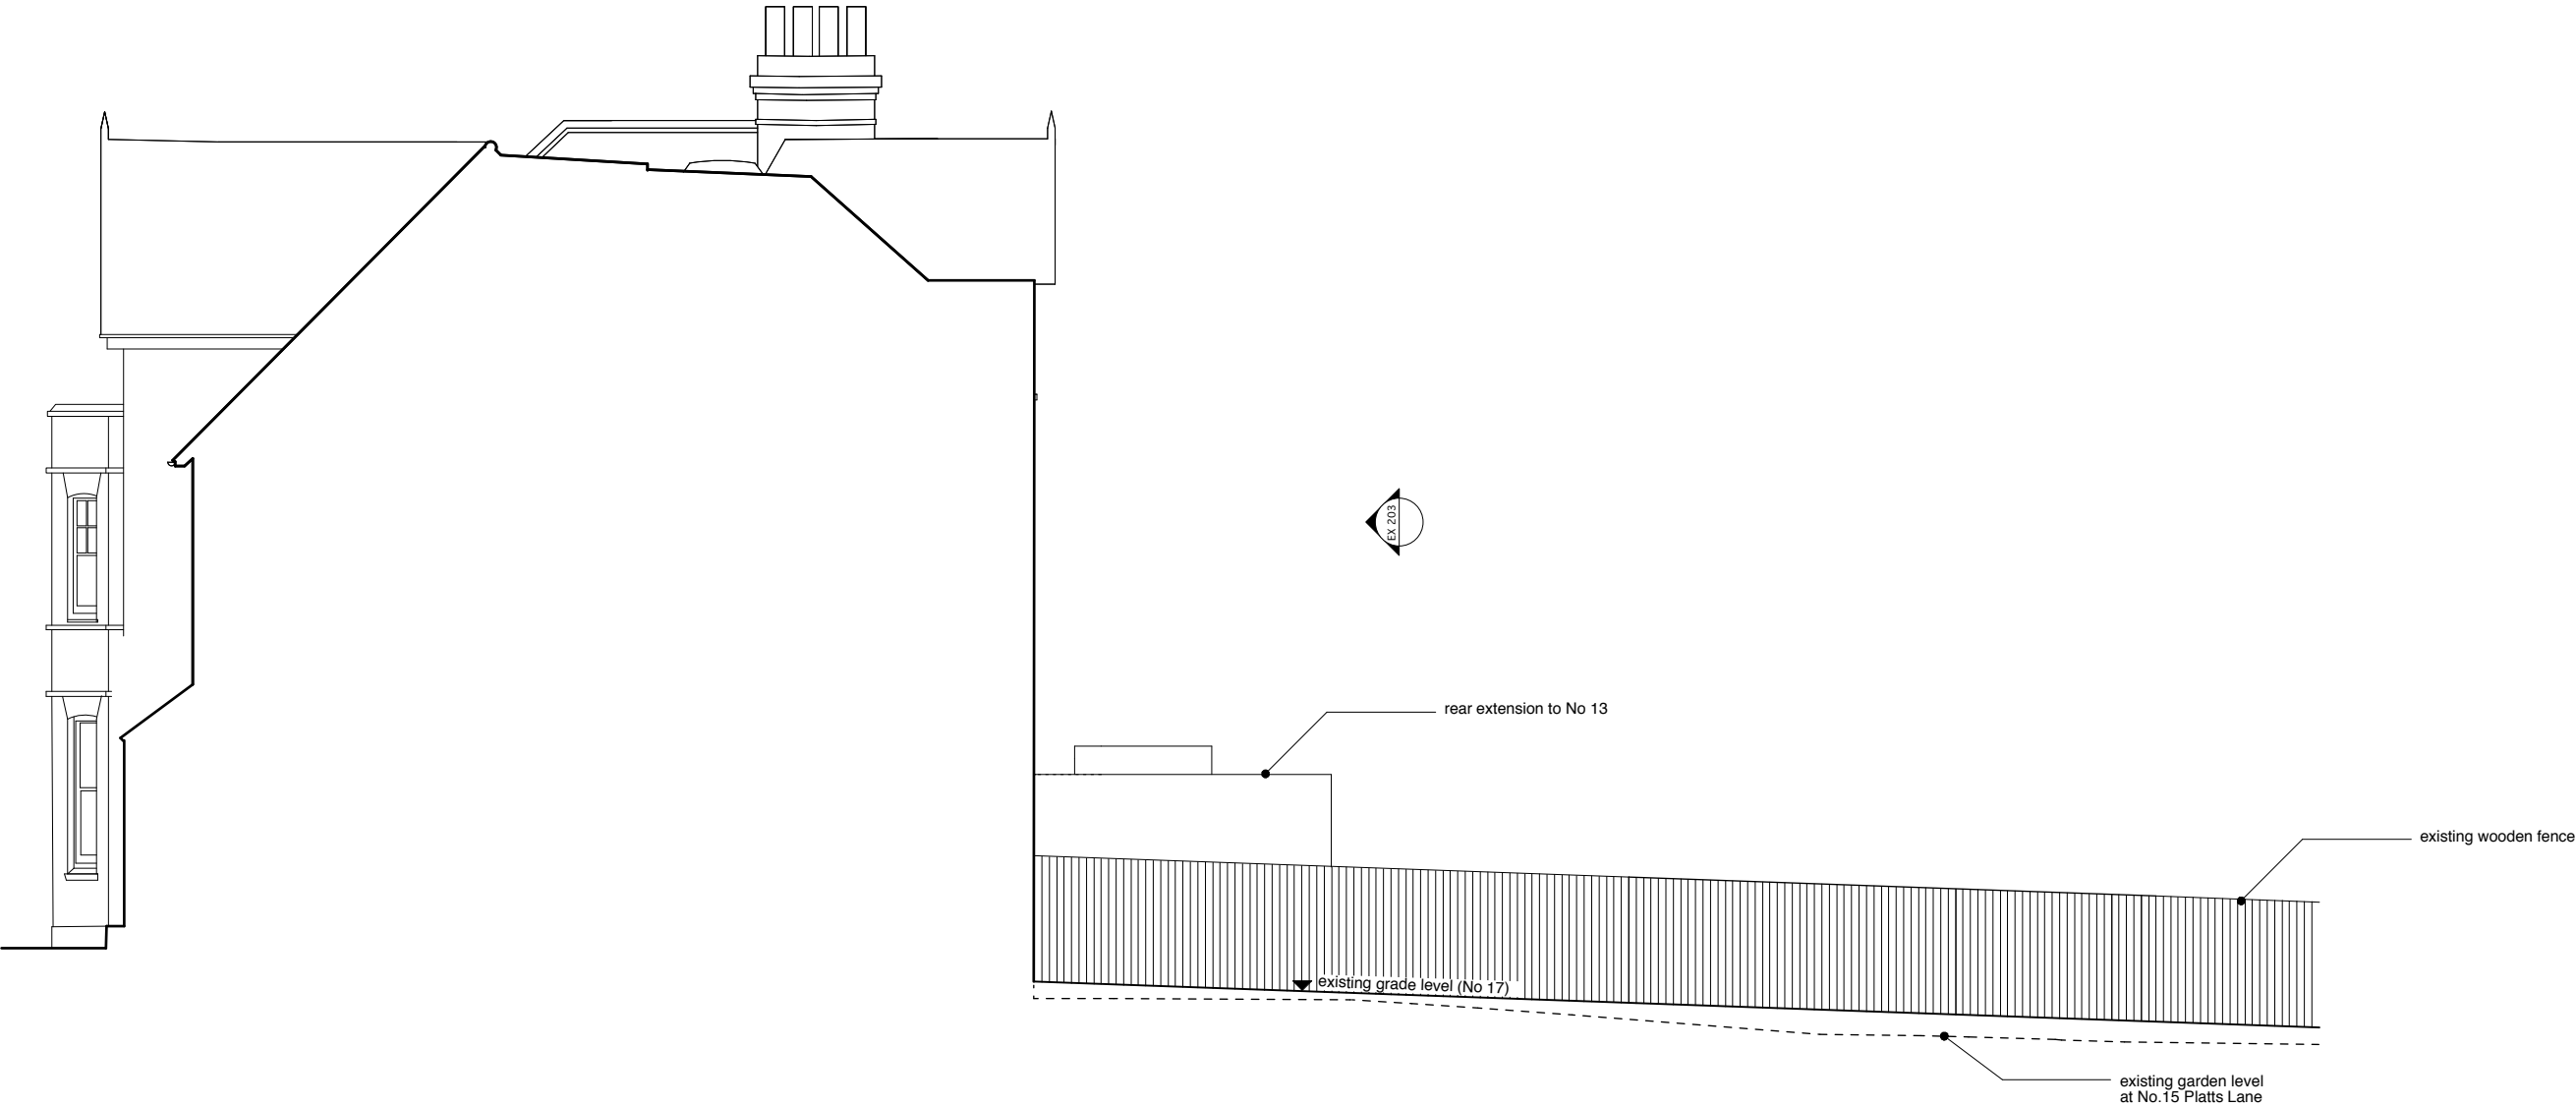 EX 203
rear extension to No 13
existing wooden fence
existing grade level (No 17)
existing garden level
at No.15 Platts Lane